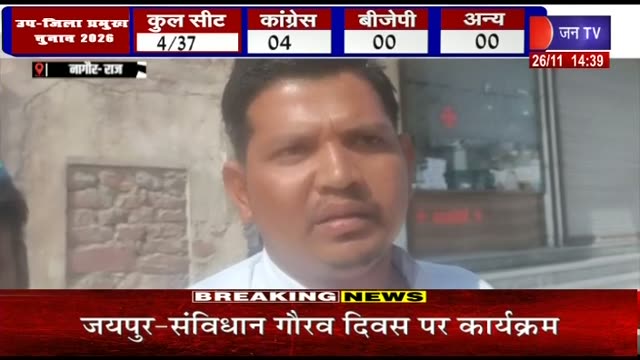 उप-जिला प्रमुख
चुनाव 2026
कुल सीट
4/37
कांग्रेस
04
बीजेपी
00
अन्य
00
जन TV
26/11 14:39
नागौर-राज
BREAKING NEWS
जयपुर-संविधान गौरव दिवस पर कार्यक्रम